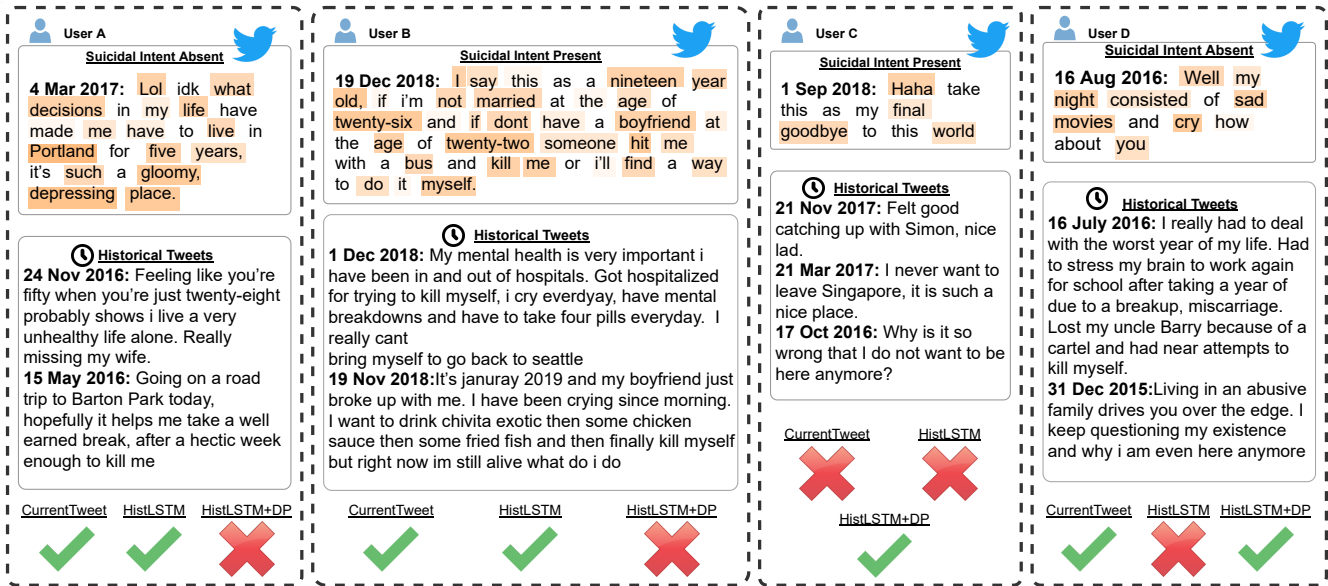 User A
Suicidal Intent Absent
4 Mar 2017: Lol idk what
decisions in my life have
made me have to live in
Portland for five years,
it's such a gloomy,
depressing place.
Historical Tweets
24 Nov 2016: Feeling like you're
fifty when you're just twenty-eight
probably shows i live a very
unhealthy life alone. Really
missing my wife.
15 May 2016: Going on a road
trip to Barton Park today,
hopefully it helps me take a well
earned break, after a hectic week
enough to kill me
CurrentTweet HistLSTM HistLSTM+DP
User B
Suicidal Intent Present
19 Dec 2018: I say this as a nineteen year
old, if i'm not married at the age of
twenty-six and if dont have a boyfriend at
the age of twenty-two someone hit me
with a bus and kill me or i'll find a way
to do it myself.
Historical Tweets
1 Dec 2018: My mental health is very important i
have been in and out of hospitals. Got hospitalized
for trying to kill myself, i cry everdyay, have mental
breakdowns and have to take four pills everyday. I
really cant
bring myself to go back to seattle
19 Nov 2018:It's januray 2019 and my boyfriend just
broke up with me. I have been crying since morning.
I want to drink chivita exotic then some chicken
sauce then some fried fish and then finally kill myself
but right now im still alive what do i do
CurrentTweet HistLSTM HistLSTM+DP
User C
Suicidal Intent Present
1 Sep 2018: Haha take
this as my final
goodbye to this world
Historical Tweets
21 Nov 2017: Felt good
catching up with Simon, nice
lad.
21 Mar 2017: I never want to
leave Singapore, it is such a
nice place.
17 Oct 2016: Why is it so
wrong that I do not want to be
here anymore?
CurrentTweet HistLSTM
HistLSTM+DP
User D
Suicidal Intent Absent
16 Aug 2016: Well my
night consisted of sad
movies and cry how
about you
Historical Tweets
16 July 2016: I really had to deal
with the worst year of my life. Had
to stress my brain to work again
for school after taking a year of
due to a breakup, miscarriage.
Lost my uncle Barry because of a
cartel and had near attempts to
kill myself.
31 Dec 2015:Living in an abusive
family drives you over the edge. I
keep questioning my existence
and why i am even here anymore
CurrentTweet HistLSTM HistLSTM+DP